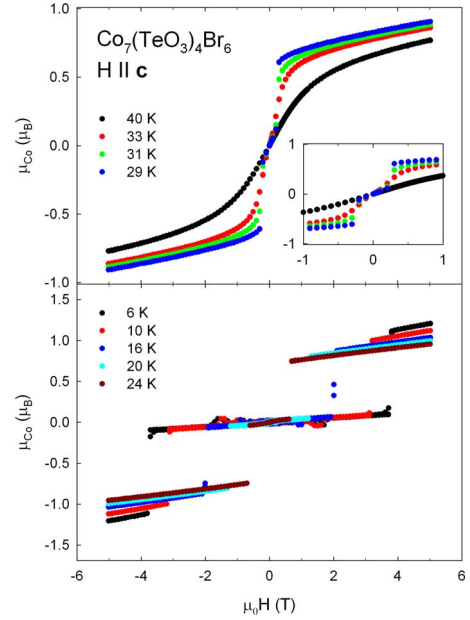 Co7(TeO3)4Br6
H || c
40 K
33 K
31 K
29 K
1.0
0.5
0.0
-0.5
-1.0
μCo (μB)
1
0
-1
-1
0
1
6 K
10 K
16 K
20 K
24 K
1.5
1.0
0.5
0.0
-0.5
-1.0
-1.5
μCo (μB)
-6
-4
-2
0
2
4
6
μ0H (T)